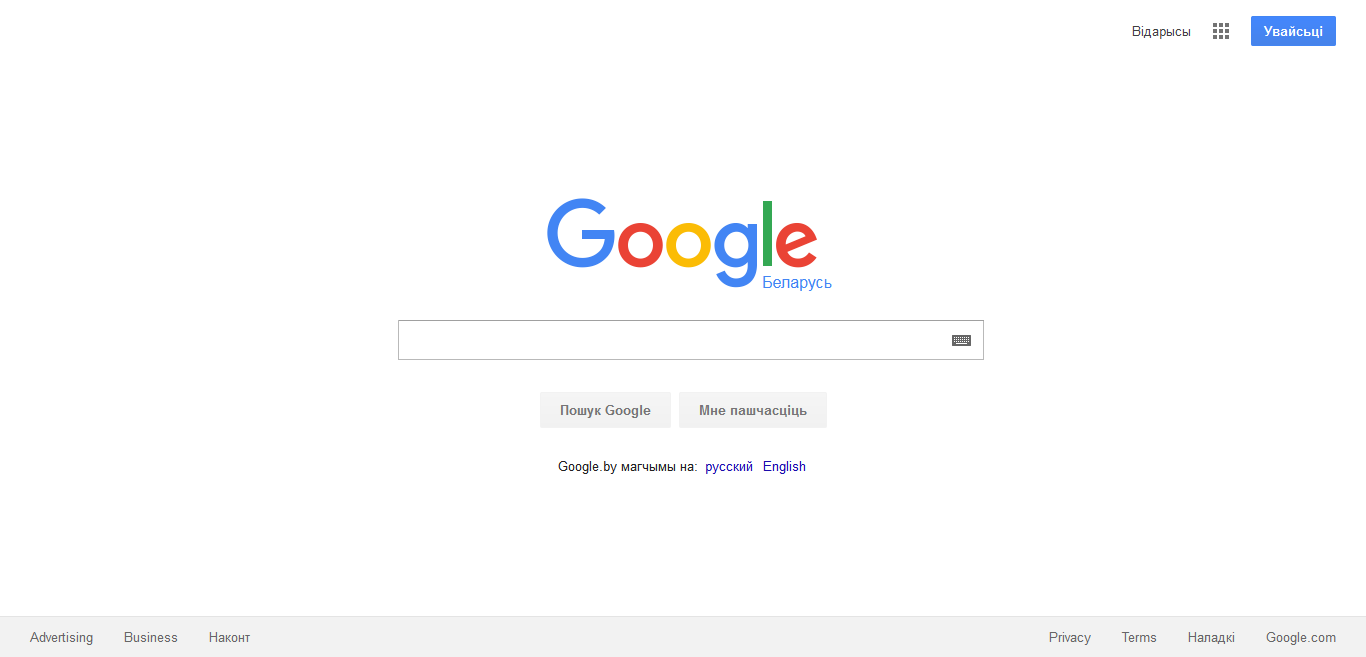 Відарысы Увайсьці
Google
Беларусь
Пошук Google Мне пашчасціць
Google.by магчымы на: русский English
Advertising Business Наконт Privacy Terms Наладкі Google.com